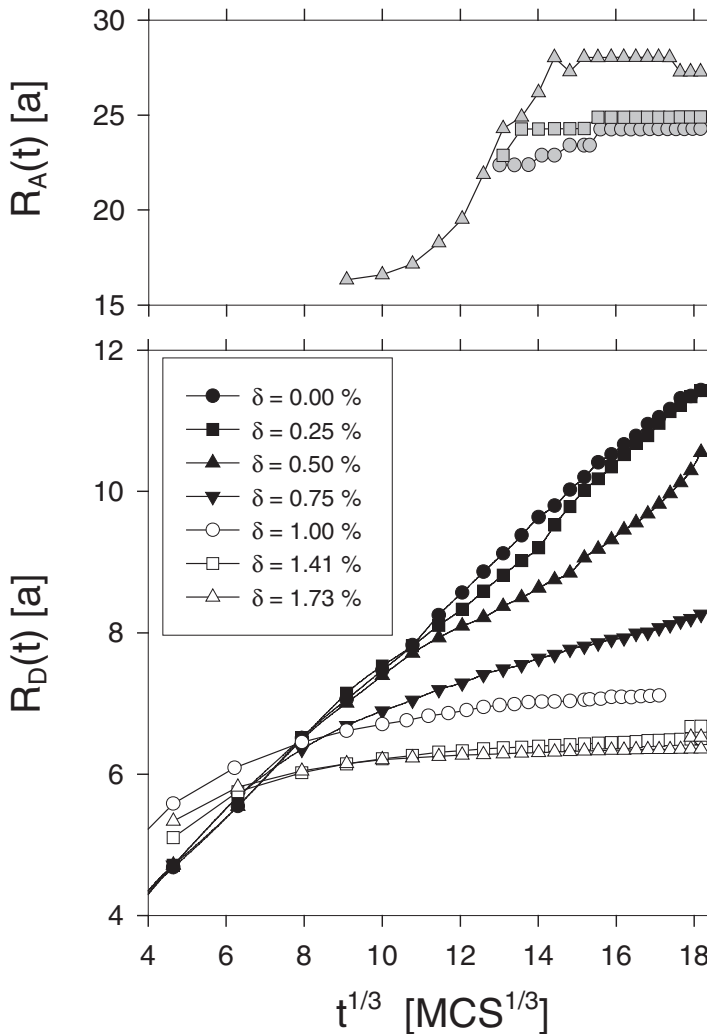 30
25
20
15
R_A(t) [a]
12
10
8
6
4
R_D(t) [a]
δ = 0.00 %
δ = 0.25 %
δ = 0.50 %
δ = 0.75 %
δ = 1.00 %
δ = 1.41 %
δ = 1.73 %
4 6 8 10 12 14 16 18
t^{1/3} [MCS^{1/3}]